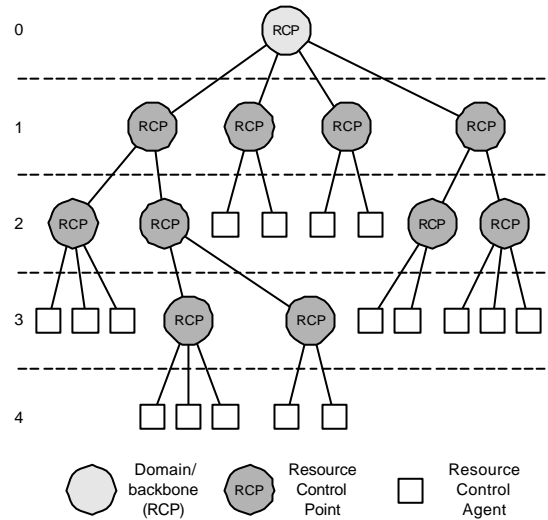 0
RCP
1
RCP RCP RCP RCP
2
RCP RCP RCP RCP
3
RCP RCP
4
Domain/
backbone
(RCP)
RCP
Resource
Control
Point
Resource
Control
Agent